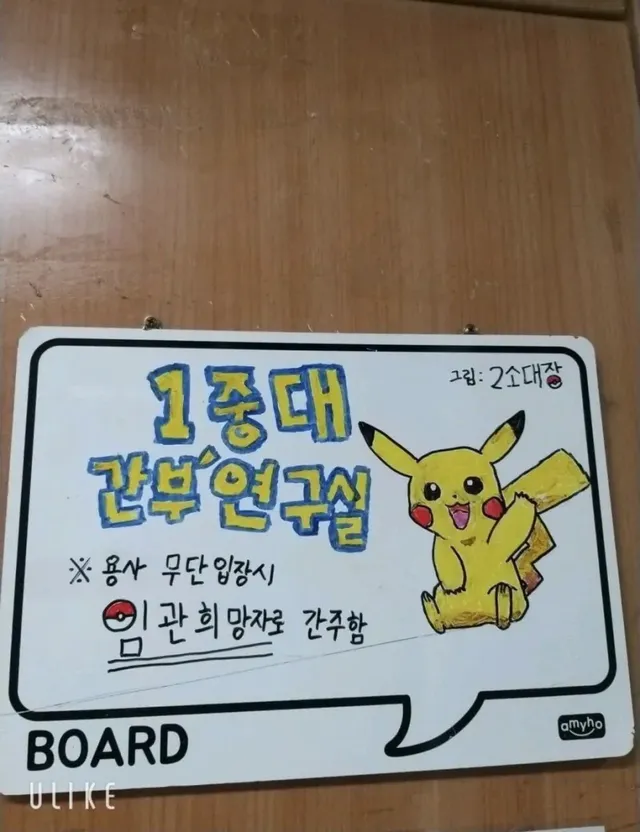 그림: 2소대장
1중대
간부연구실
※ 용사 무단입장시
임관희망자로 간주함
BOARD
amyho
ULIKE